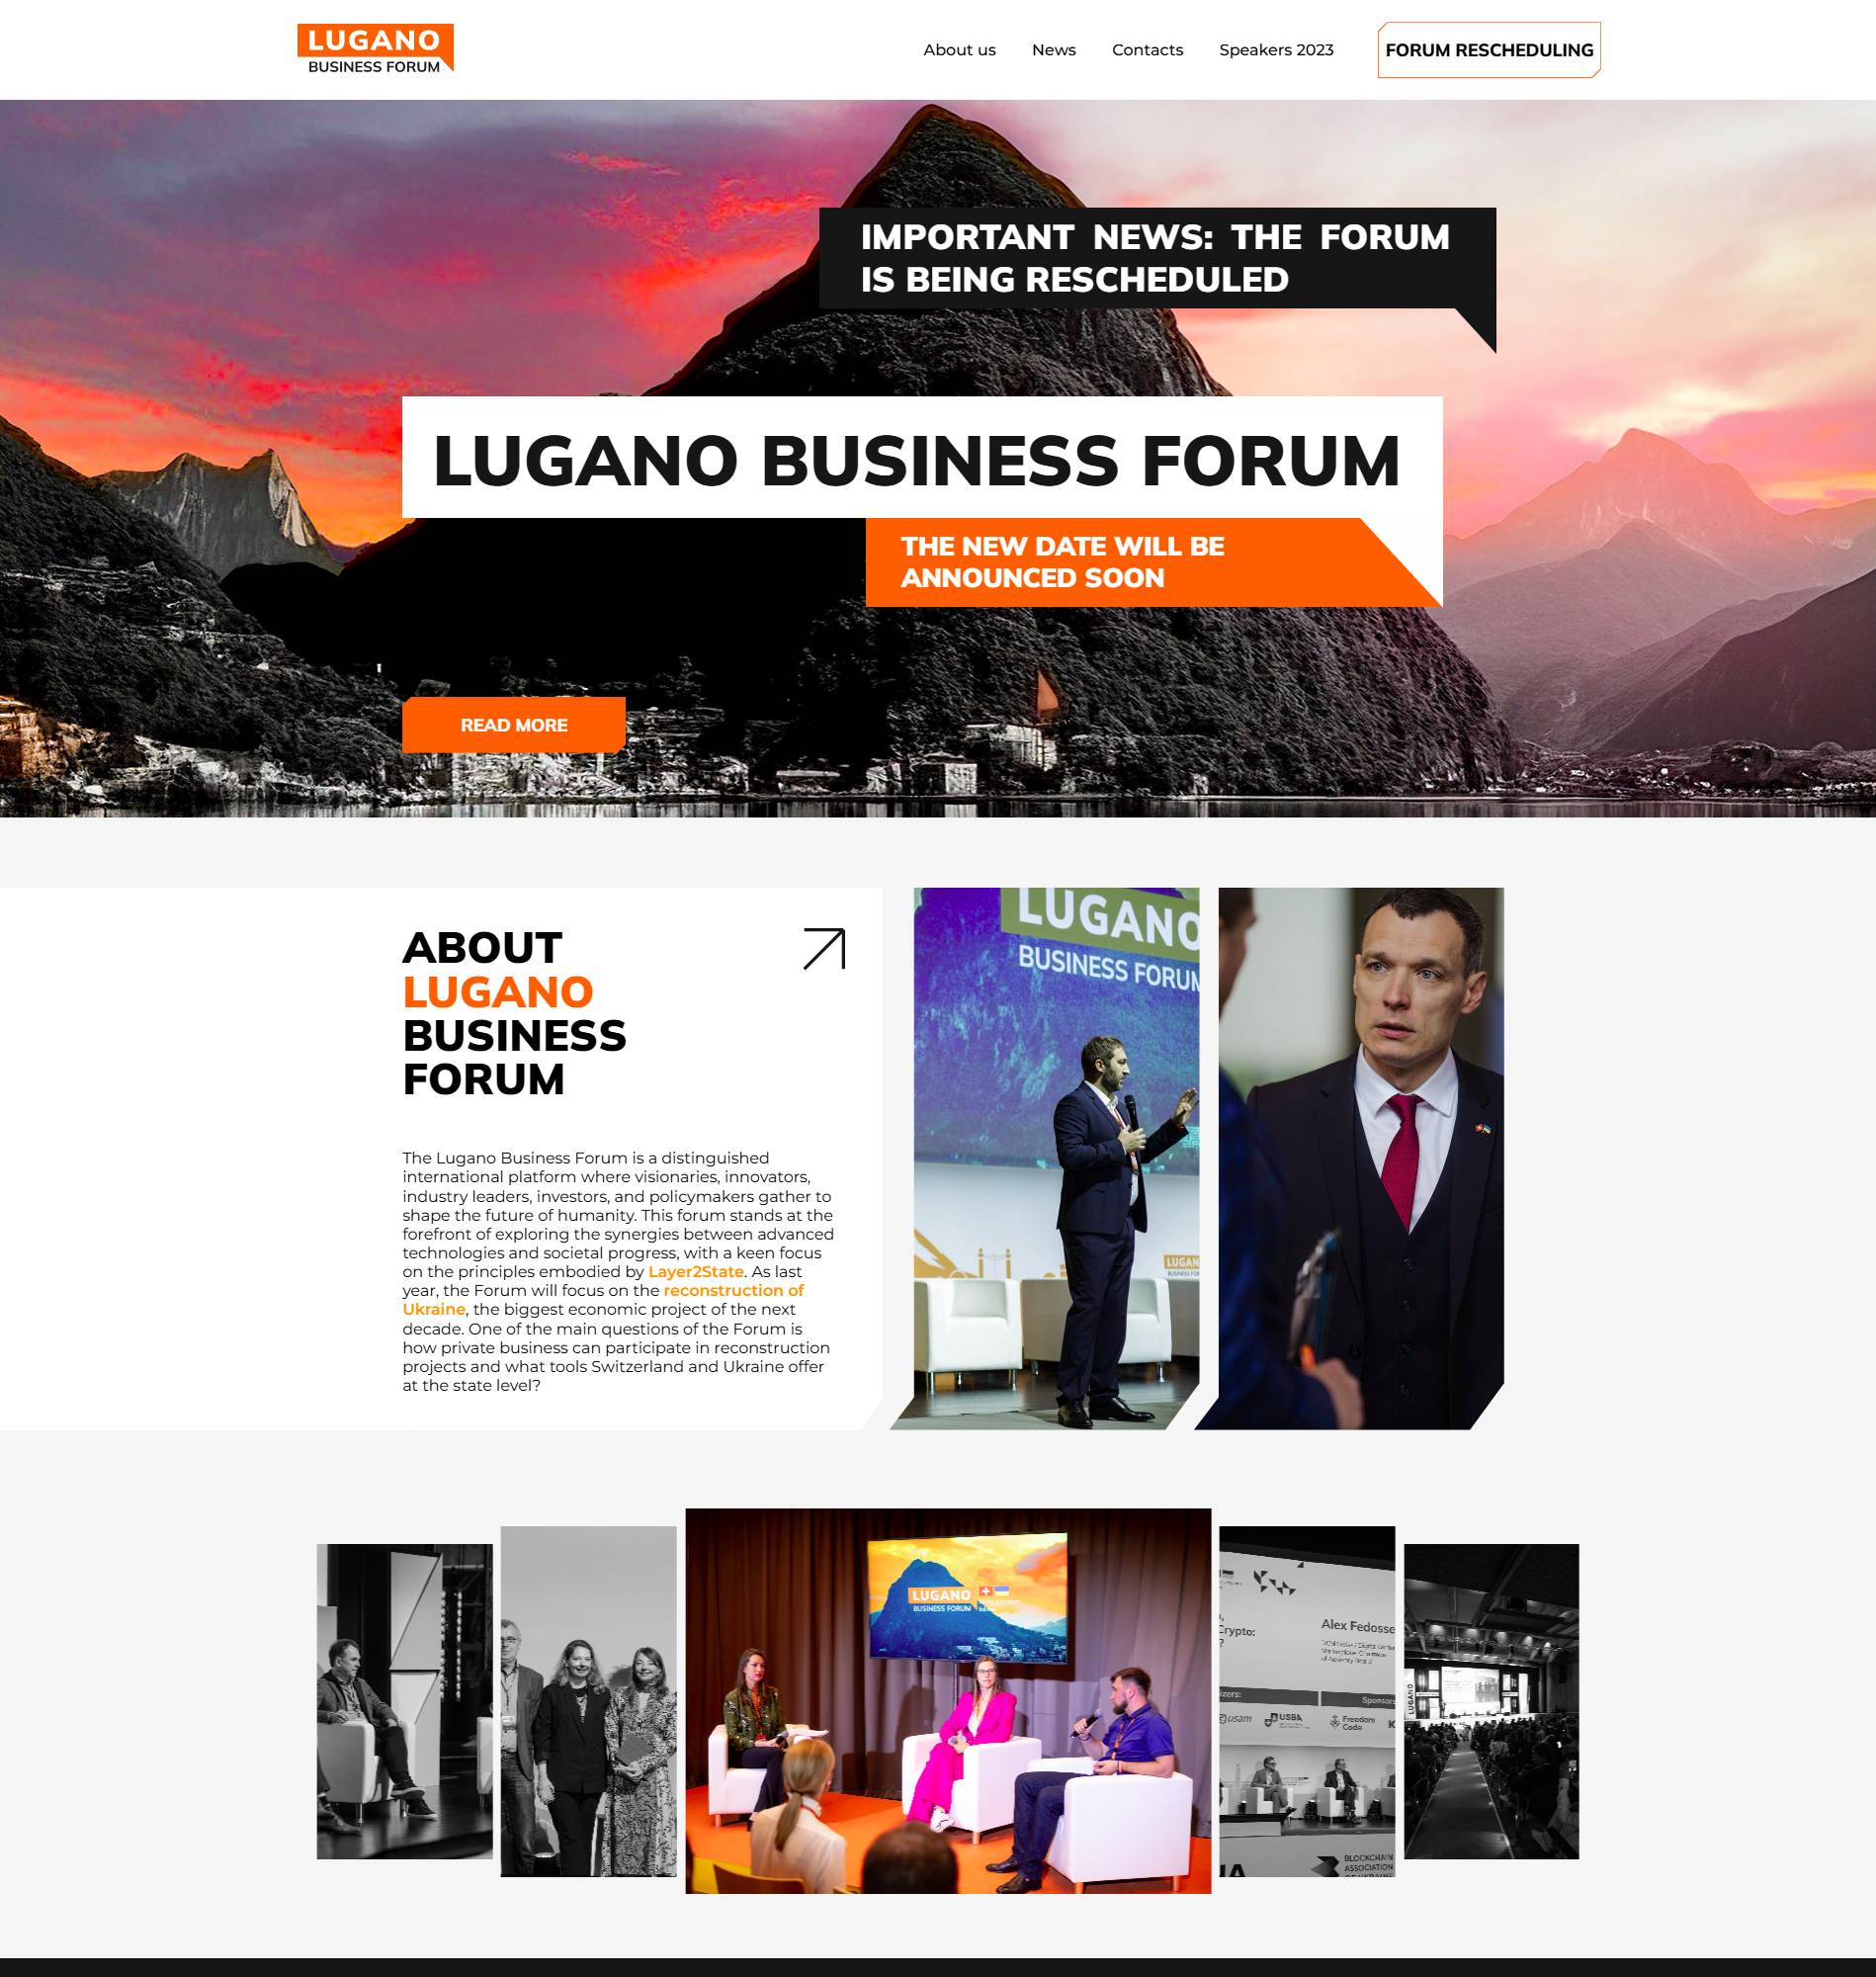 LUGANO
BUSINESS FORUM
About us
News
Contacts
Speakers 2023
FORUM RESCHEDULING
IMPORTANT NEWS: THE FORUM
IS BEING RESCHEDULED
LUGANO BUSINESS FORUM
THE NEW DATE WILL BE
ANNOUNCED SOON
READ MORE
ABOUT
LUGANO
BUSINESS
FORUM
The Lugano Business Forum is a distinguished
international platform where visionaries, innovators,
industry leaders, investors, and policymakers gather to
shape the future of humanity. This forum stands at the
forefront of exploring the synergies between advanced
technologies and societal progress, with a keen focus
on the principles embodied by Layer2State. As last
year, the Forum will focus on the reconstruction of
Ukraine, the biggest economic project of the next
decade. One of the main questions of the Forum is
how private business can participate in reconstruction
projects and what tools Switzerland and Ukraine offer
at the state level?
LUGANO
BUSINESS FORUM
LUGANO
LUGANO
BUSINESS FORUM
Crypto:
?
Alex Fedosse
Sponsors
usam
USBA
Freedom
Code
BLOCKCHAIN
ASSOCIATION
LUGANO